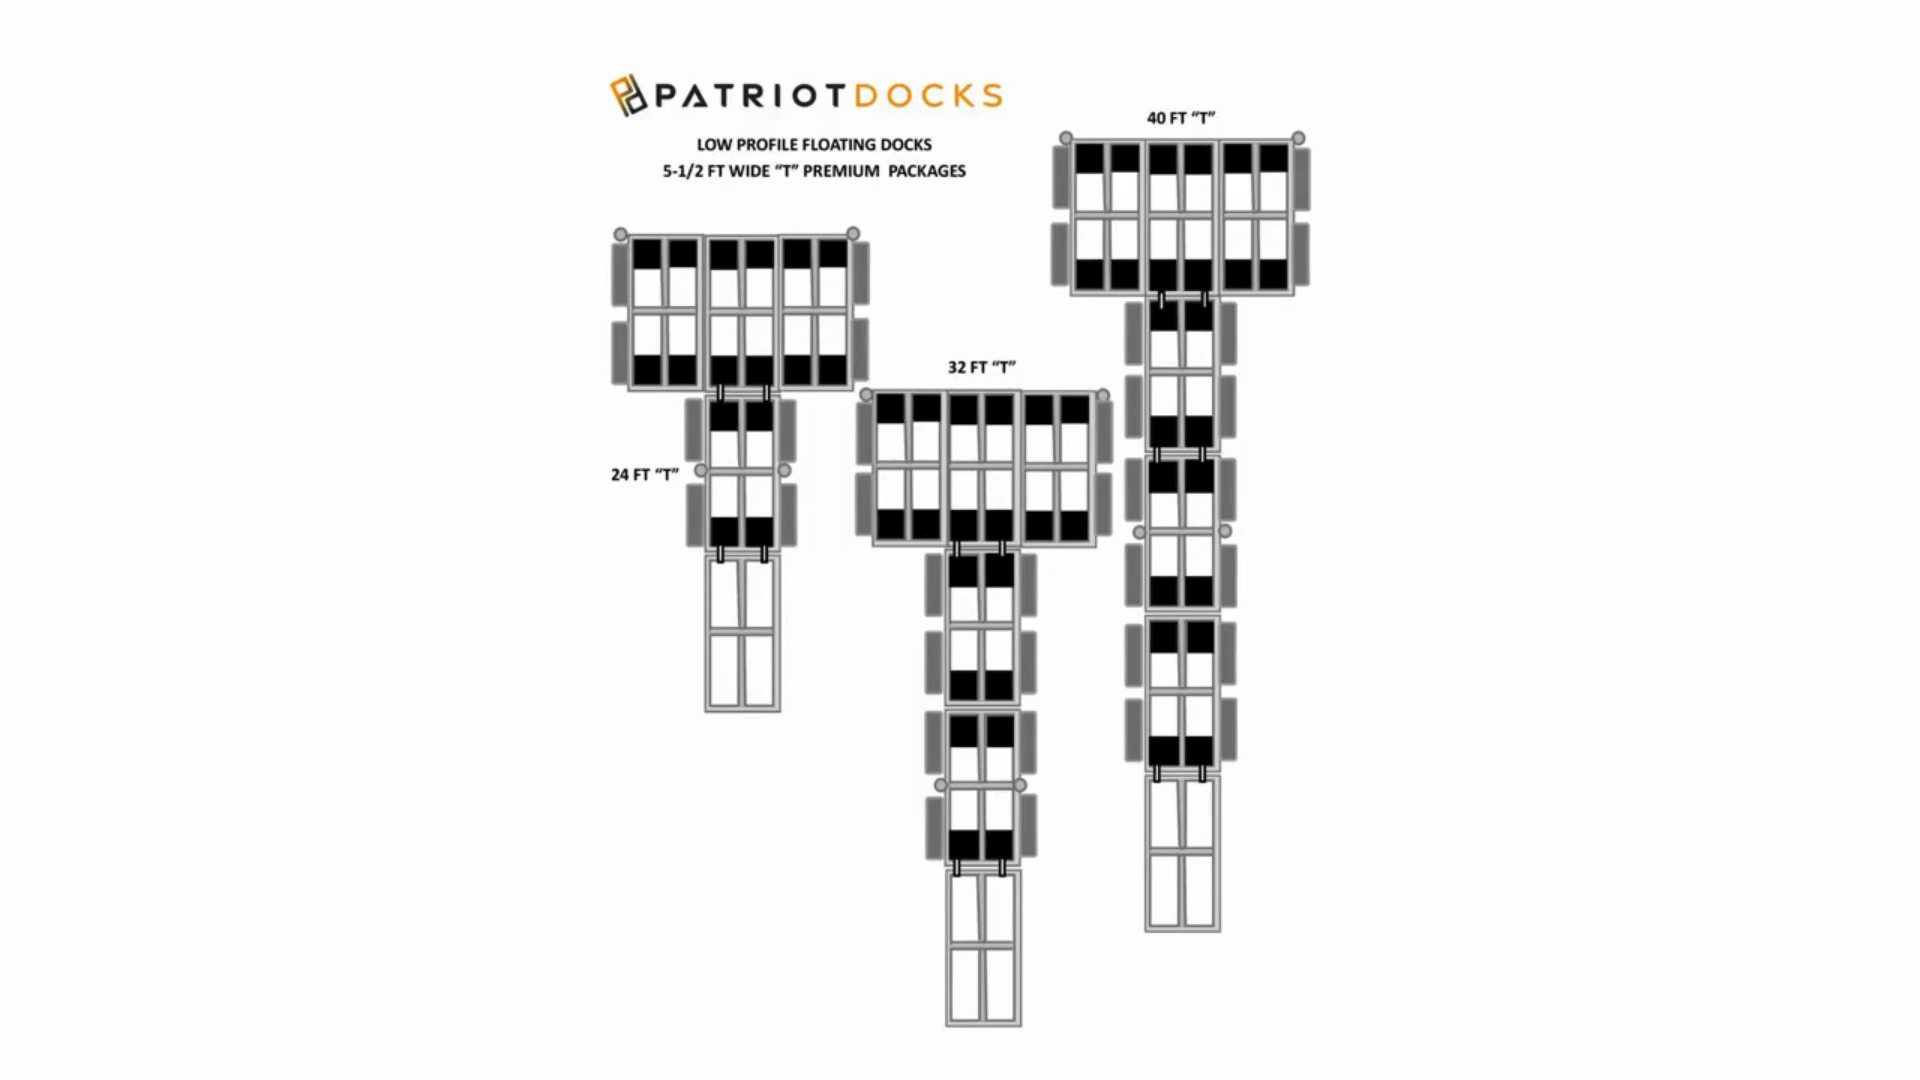 PATRIOTDOCKS
LOW PROFILE FLOATING DOCKS
5-1/2 FT WIDE “T” PREMIUM PACKAGES
40 FT “T”
32 FT “T”
24 FT “T”